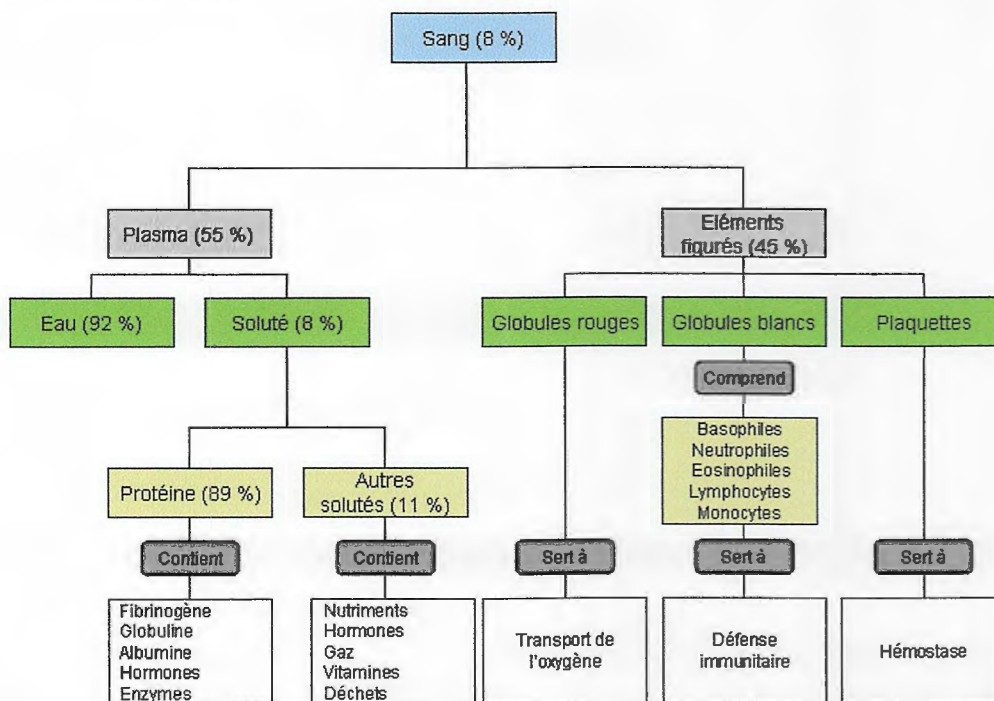 Sang (8 %)
Plasma (55 %)
Eléments
figurés (45 %)
Eau (92 %)
Soluté (8 %)
Globules rouges
Globules blancs
Plaquettes
Comprend
Basophiles
Neutrophiles
Eosinophiles
Lymphocytes
Monocytes
Protéine (89 %)
Autres
solutés (11 %)
Contient
Contient
Sert à
Sert à
Sert à
Fibrinogène
Globuline
Albumine
Hormones
Enzymes
Nutriments
Hormones
Gaz
Vitamines
Déchets
Transport de
l'oxygène
Défense
immunitaire
Hémostase